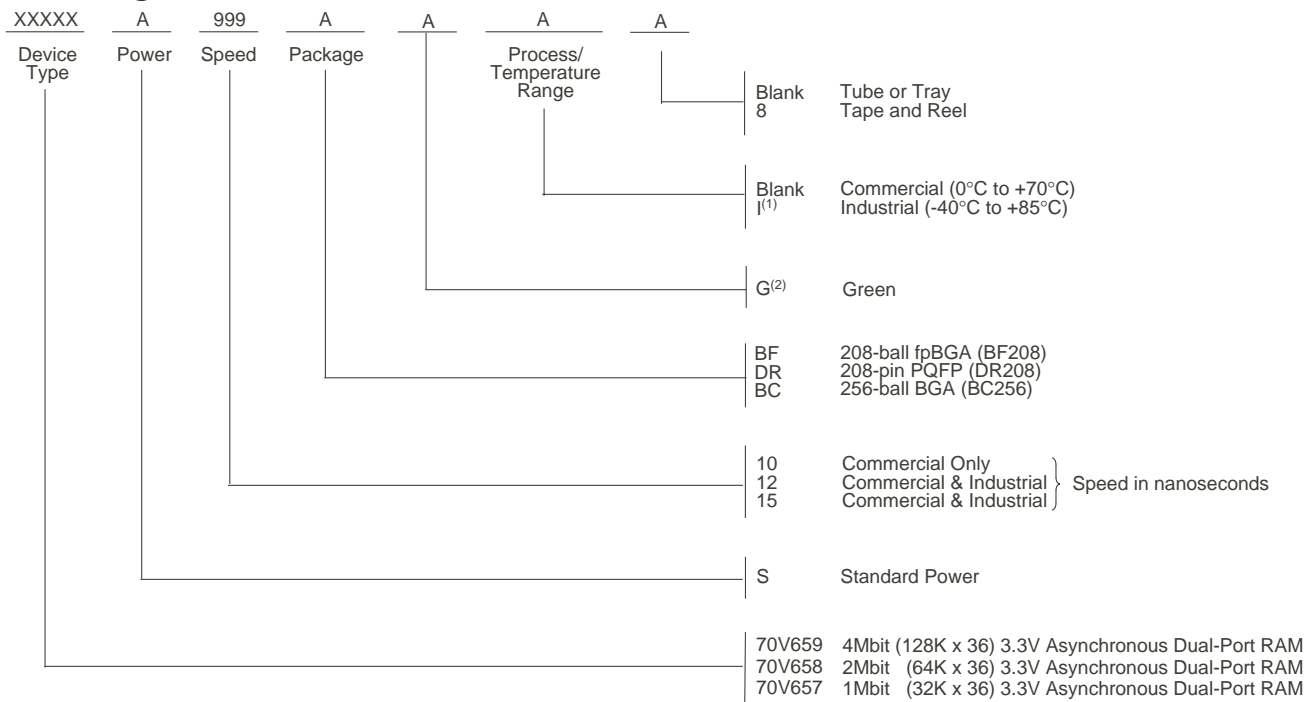 XXXXX A 999 A A A A
Device Type Power Speed Package Process/ Temperature Range
Blank Tube or Tray
8 Tape and Reel
Blank Commercial (0°C to +70°C)
I(1) Industrial (-40°C to +85°C)
G(2) Green
BF 208-ball fpBGA (BF208)
DR 208-pin PQFP (DR208)
BC 256-ball BGA (BC256)
10 Commercial Only
12 Commercial & Industrial Speed in nanoseconds
15 Commercial & Industrial
S Standard Power
70V659 4Mbit (128K x 36) 3.3V Asynchronous Dual-Port RAM
70V658 2Mbit (64K x 36) 3.3V Asynchronous Dual-Port RAM
70V657 1Mbit (32K x 36) 3.3V Asynchronous Dual-Port RAM